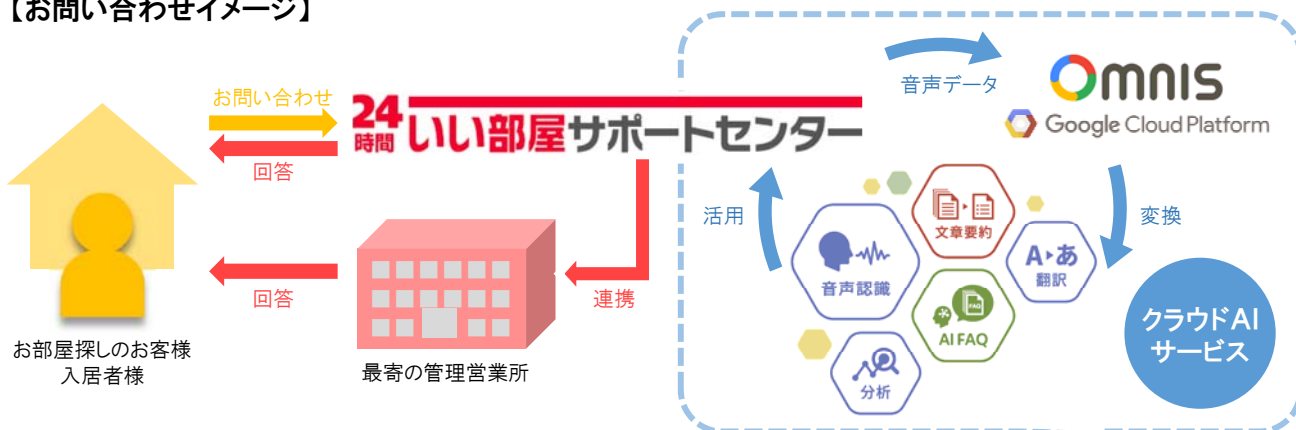 【お問い合わせイメージ】
お問い合わせ
回答
24時間 いい部屋サポートセンター
音声データ
OMNIS
Google Cloud Platform
活用
変換
文章要約
音声認識
A▸あ
翻訳
FAQ
AI FAQ
分析
クラウドAI
サービス
回答
連携
お部屋探しのお客様
入居者様
最寄の管理営業所